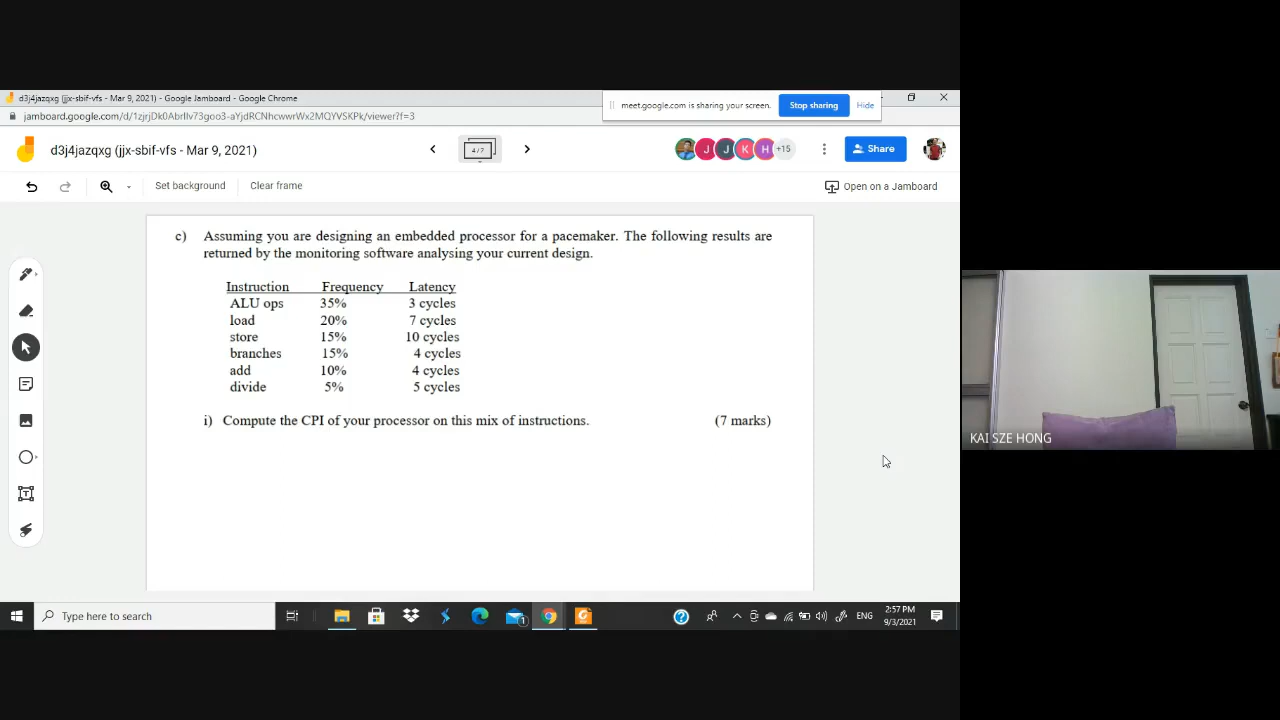 d3j4jazqxg (jjx-sbif-vfs - Mar 9, 2021) - Google Jamboard - Google Chrome
meet.google.com is sharing your screen. Stop sharing Hide
d3j4jazqxg (jjx-sbif-vfs - Mar 9, 2021)
4/7
J J K H +15
Share
Set background
Clear frame
Open on a Jamboard
c) Assuming you are designing an embedded processor for a pacemaker. The following results are
returned by the monitoring software analysing your current design.
Instruction Frequency Latency
ALU ops 35% 3 cycles
load 20% 7 cycles
store 15% 10 cycles
branches 15% 4 cycles
add 10% 4 cycles
divide 5% 5 cycles
i) Compute the CPI of your processor on this mix of instructions. (7 marks)
KAI SZE HONG
Type here to search
1
ENG
2:57 PM
9/3/2021